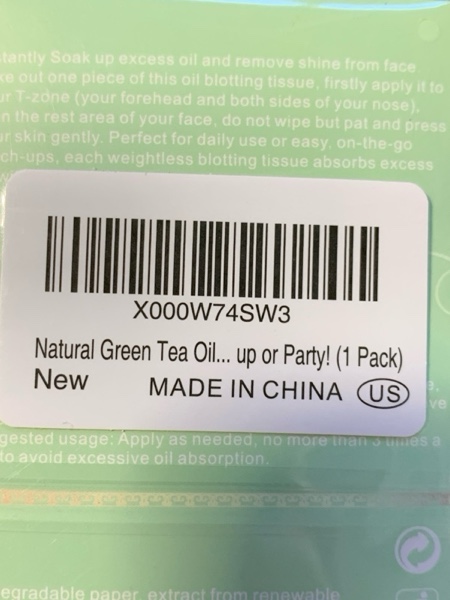 stantly Soak up excess oil and remove shine from face
ke out one piece of this oil blotting tissue, firstly apply it to
ur T-zone (your forehead and both sides of your nose),
n the rest area of your face, do not wipe but pat and press
ur skin gently. Perfect for daily use or easy, on-the-go
ch-ups, each weightless blotting tissue absorbs excess
X000W74SW3
Natural Green Tea Oil... up or Party! (1 Pack)
New MADE IN CHINA US
gested usage: Apply as needed, no more than 3 times a
to avoid excessive oil absorption.
egradable paper, extract from renewable